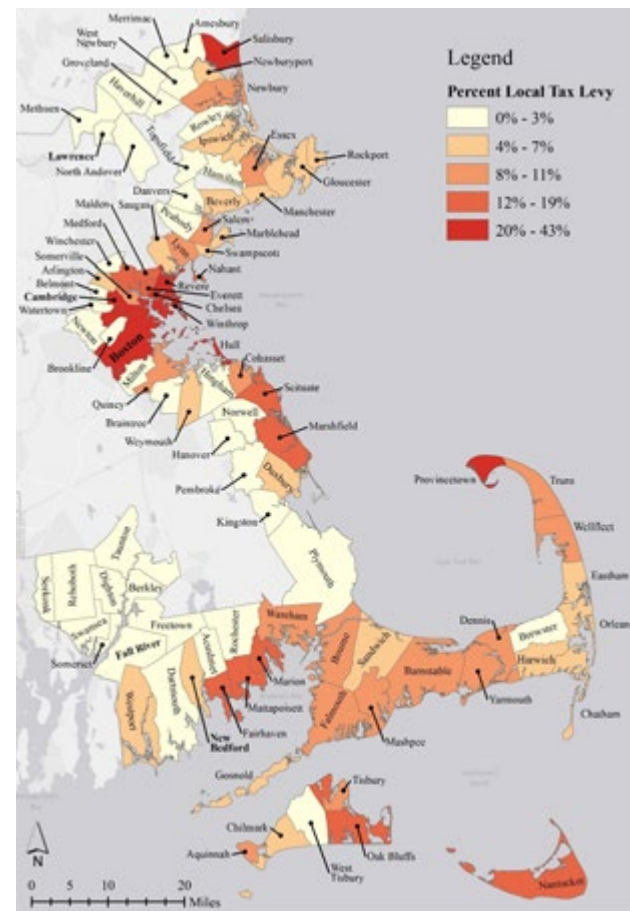 Merrimac
Amesbury
West
Newbury
Salisbury
Groveland
Newburyport
Haverhill
Newbury
Methuen
Rowley
Essex
Ipswich
Lawrence
Topsfield
Rockport
North Andover
Hamilton
Gloucester
Danvers
Beverly
Manchester
Malden
Saugus
Peabody
Salem
Medford
Marblehead
Winchester
Lynn
Swampscott
Somerville
Nahant
Arlington
Revere
Belmont
Everett
Cambridge
Chelsea
Watertown
Winthrop
Newton
Boston
Hull
Brookline
Milton
Cohasset
Hingham
Scituate
Quincy
Norwell
Braintree
Marshfield
Weymouth
Hanover
Duxbury
Pembroke
Provincetown
Truro
Kingston
Wellfleet
Taunton
Plymouth
Eastham
Seekonk
Rehoboth
Dighton
Berkley
Orleans
Swansea
Freetown
Rochester
Wareham
Dennis
Brewster
Somerset
Fall River
Acushnet
Bourne
Sandwich
Harwich
Marion
Barnstable
Dartmouth
Mattapoisett
Yarmouth
Westport
Falmouth
Fairhaven
Chatham
New
Bedford
Mashpee
Gosnold
Tisbury
Chilmark
Aquinnah
Oak Bluffs
West
Tisbury
Nantucket
Legend
Percent Local Tax Levy
0% - 3%
4% - 7%
8% - 11%
12% - 19%
20% - 43%
N
0 5 10 20
Miles